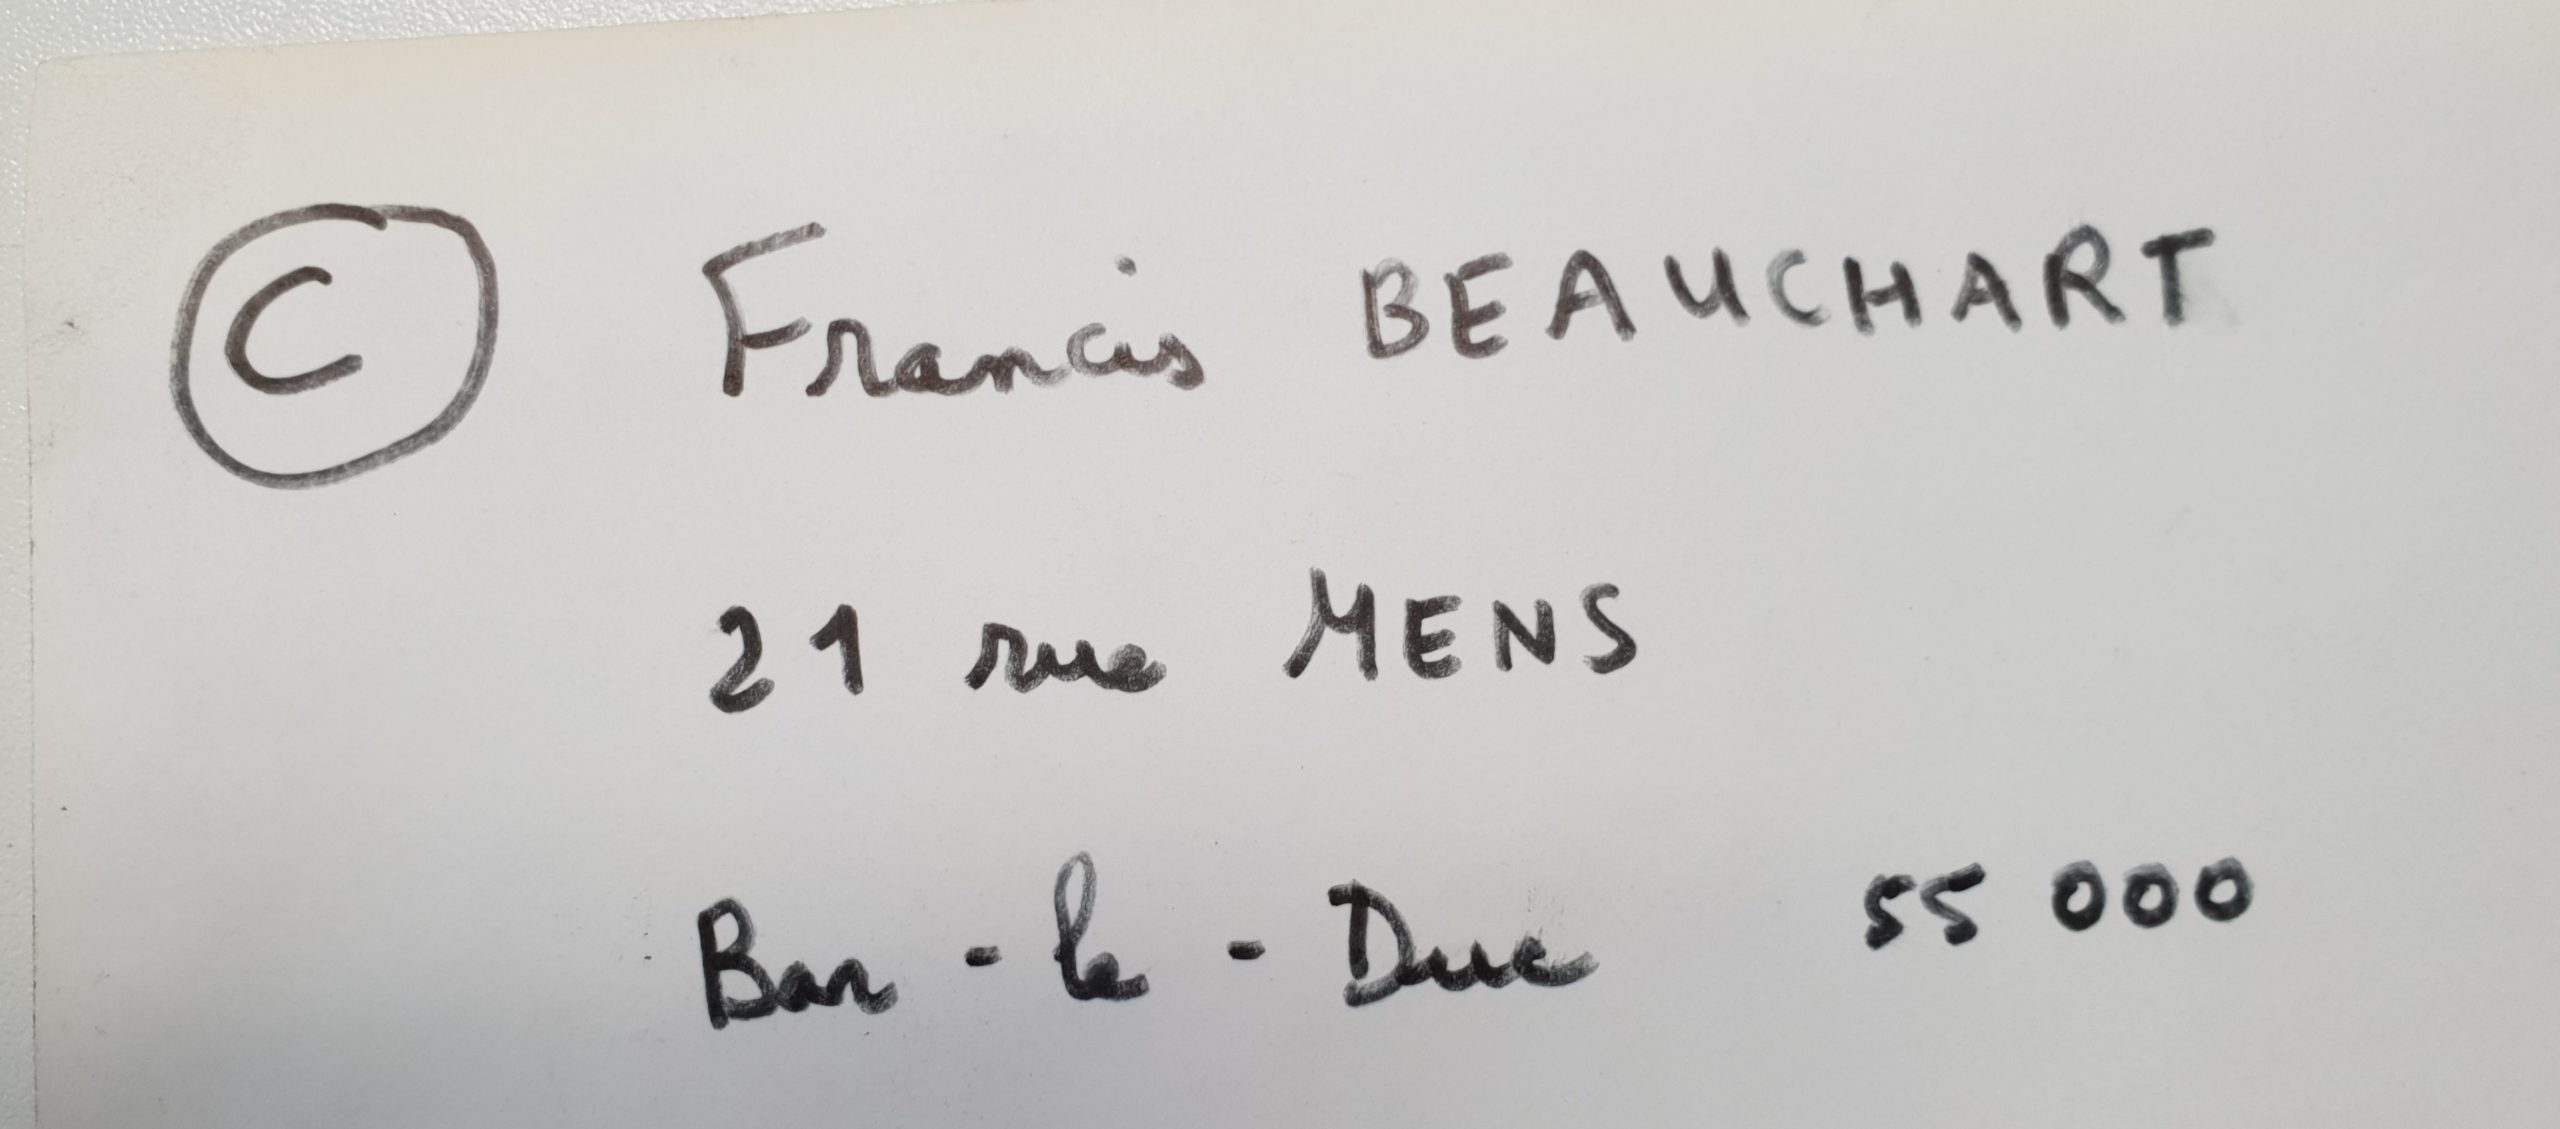 © Francis BEAUCHART
21 rue MENS
Bar - le - Duc 55 000